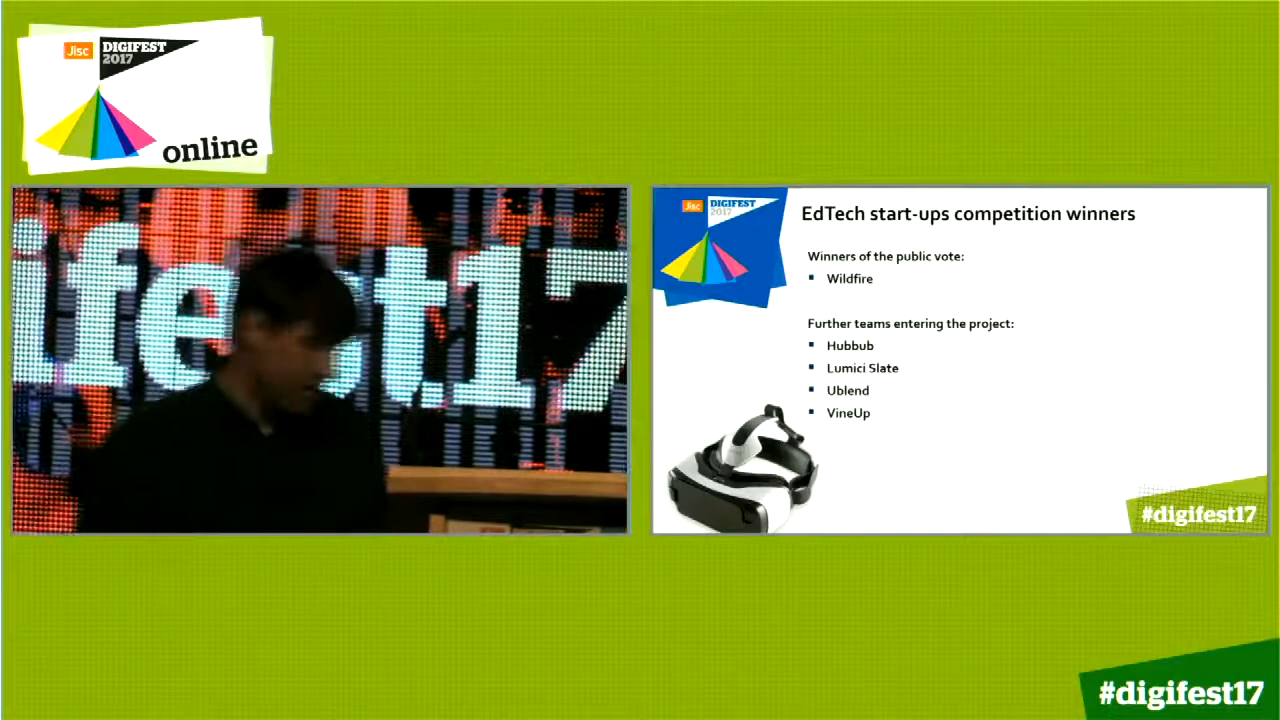 Jisc
DIGIFEST
2017
online
ifest17
Jisc
DIGIFEST
2017
EdTech start-ups competition winners
Winners of the public vote:
Wildfire
Further teams entering the project:
Hubbub
Lumici Slate
Ublend
VineUp
#digifest17
#digifest17